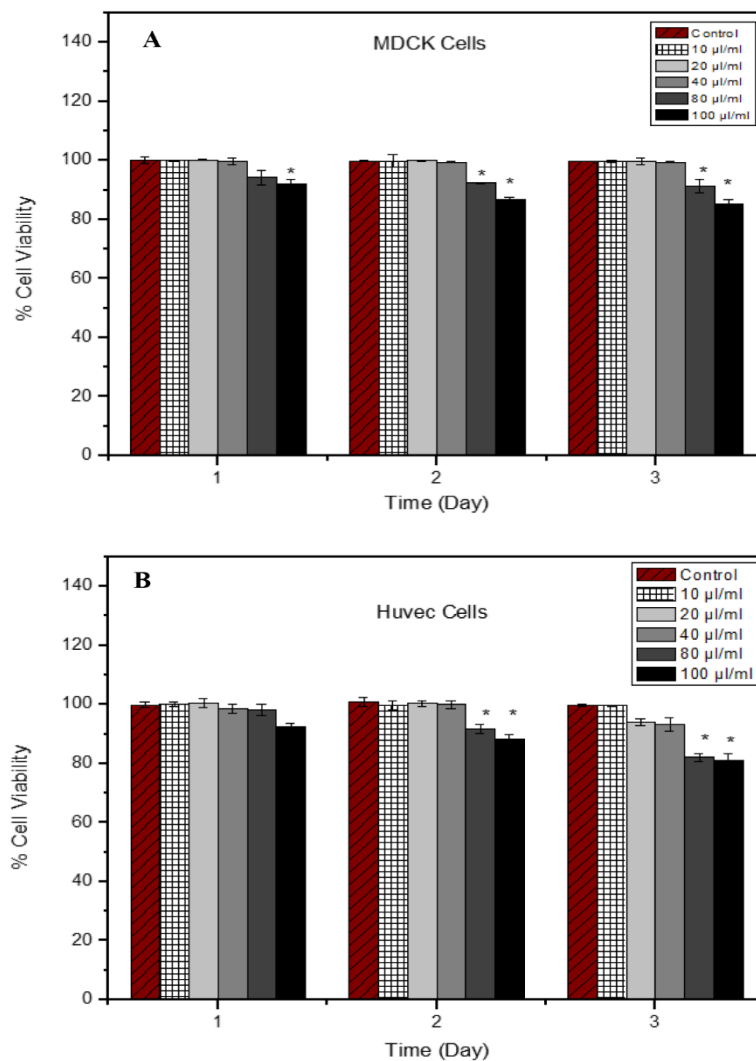 A
MDCK Cells
Control
10 µl/ml
20 µl/ml
40 µl/ml
80 µl/ml
100 µl/ml
140
120
100
80
60
40
20
0
% Cell Viability
* * * * *
1 2 3
Time (Day)
B
Huvec Cells
Control
10 µl/ml
20 µl/ml
40 µl/ml
80 µl/ml
100 µl/ml
140
120
100
80
60
40
20
0
% Cell Viability
* * * *
1 2 3
Time (Day)